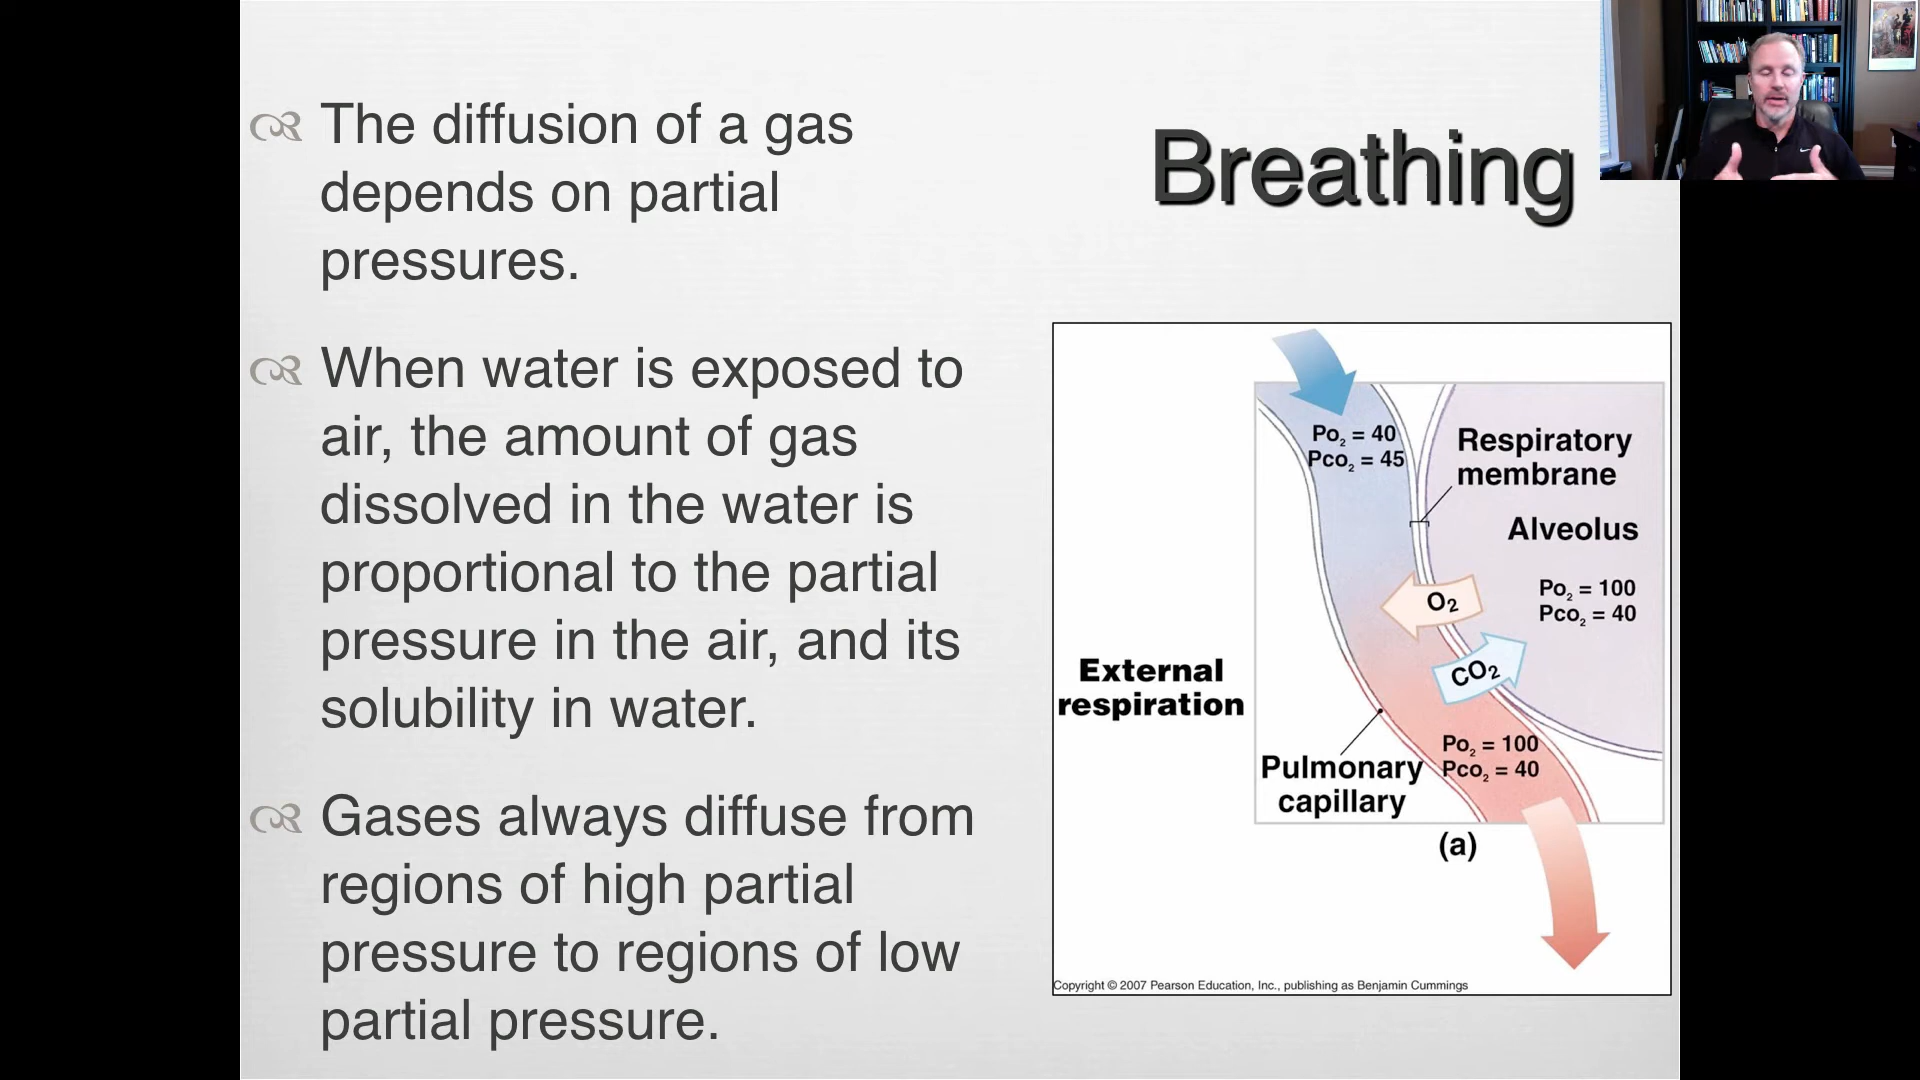 The diffusion of a gas
depends on partial
pressures.
When water is exposed to
air, the amount of gas
dissolved in the water is
proportional to the partial
pressure in the air, and its
solubility in water.
Gases always diffuse from
regions of high partial
pressure to regions of low
partial pressure.
Breathing
Po₂ = 40
Pco₂ = 45
Respiratory
membrane
Alveolus
Po₂ = 100
Pco₂ = 40
O₂
CO₂
External
respiration
Pulmonary
capillary
Po₂ = 100
Pco₂ = 40
(a)
Copyright © 2007 Pearson Education, Inc., publishing as Benjamin Cummings